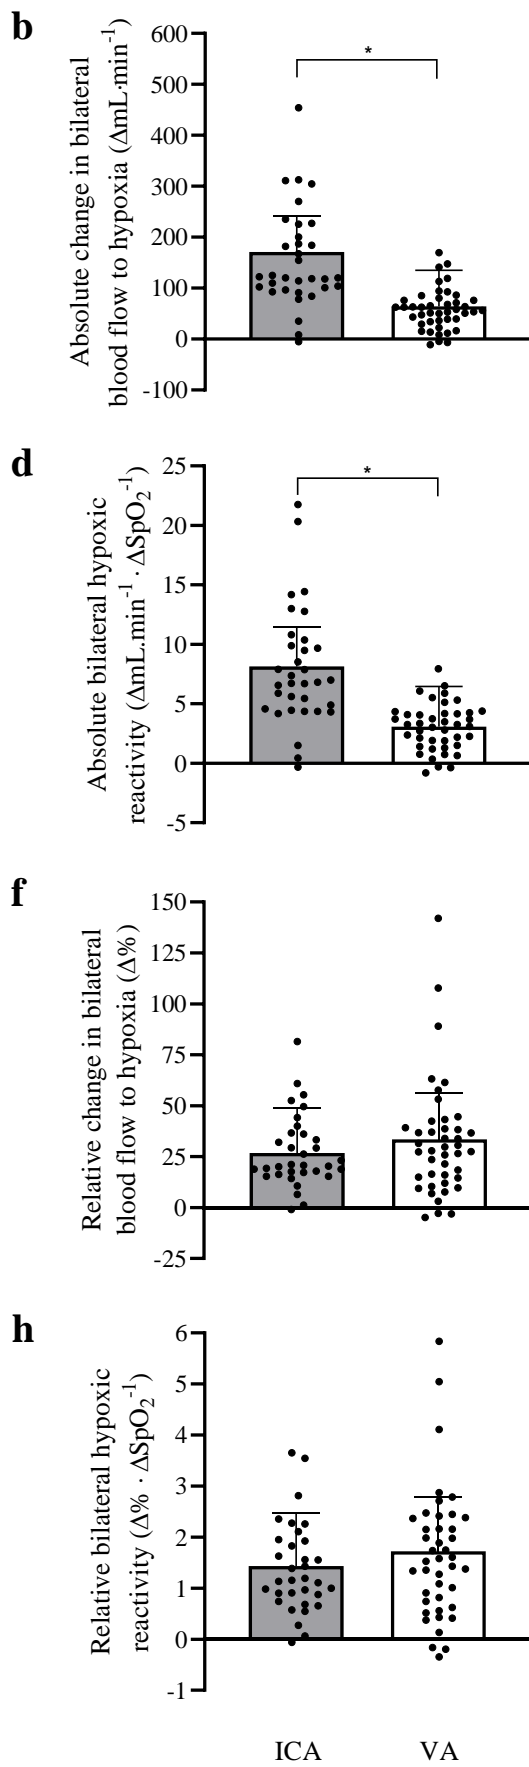 b
Absolute change in bilateral
blood flow to hypoxia (ΔmL·min⁻¹)
600
500
400
300
200
100
0
-100
*
d
Absolute bilateral hypoxic
reactivity (ΔmL.min⁻¹ · ΔSpO₂⁻¹)
25
20
15
10
5
0
-5
*
f
Relative change in bilateral
blood flow to hypoxia (Δ%)
150
125
100
75
50
25
0
-25
h
Relative bilateral hypoxic
reactivity (Δ% · ΔSpO₂⁻¹)
6
5
4
3
2
1
0
-1
ICA VA